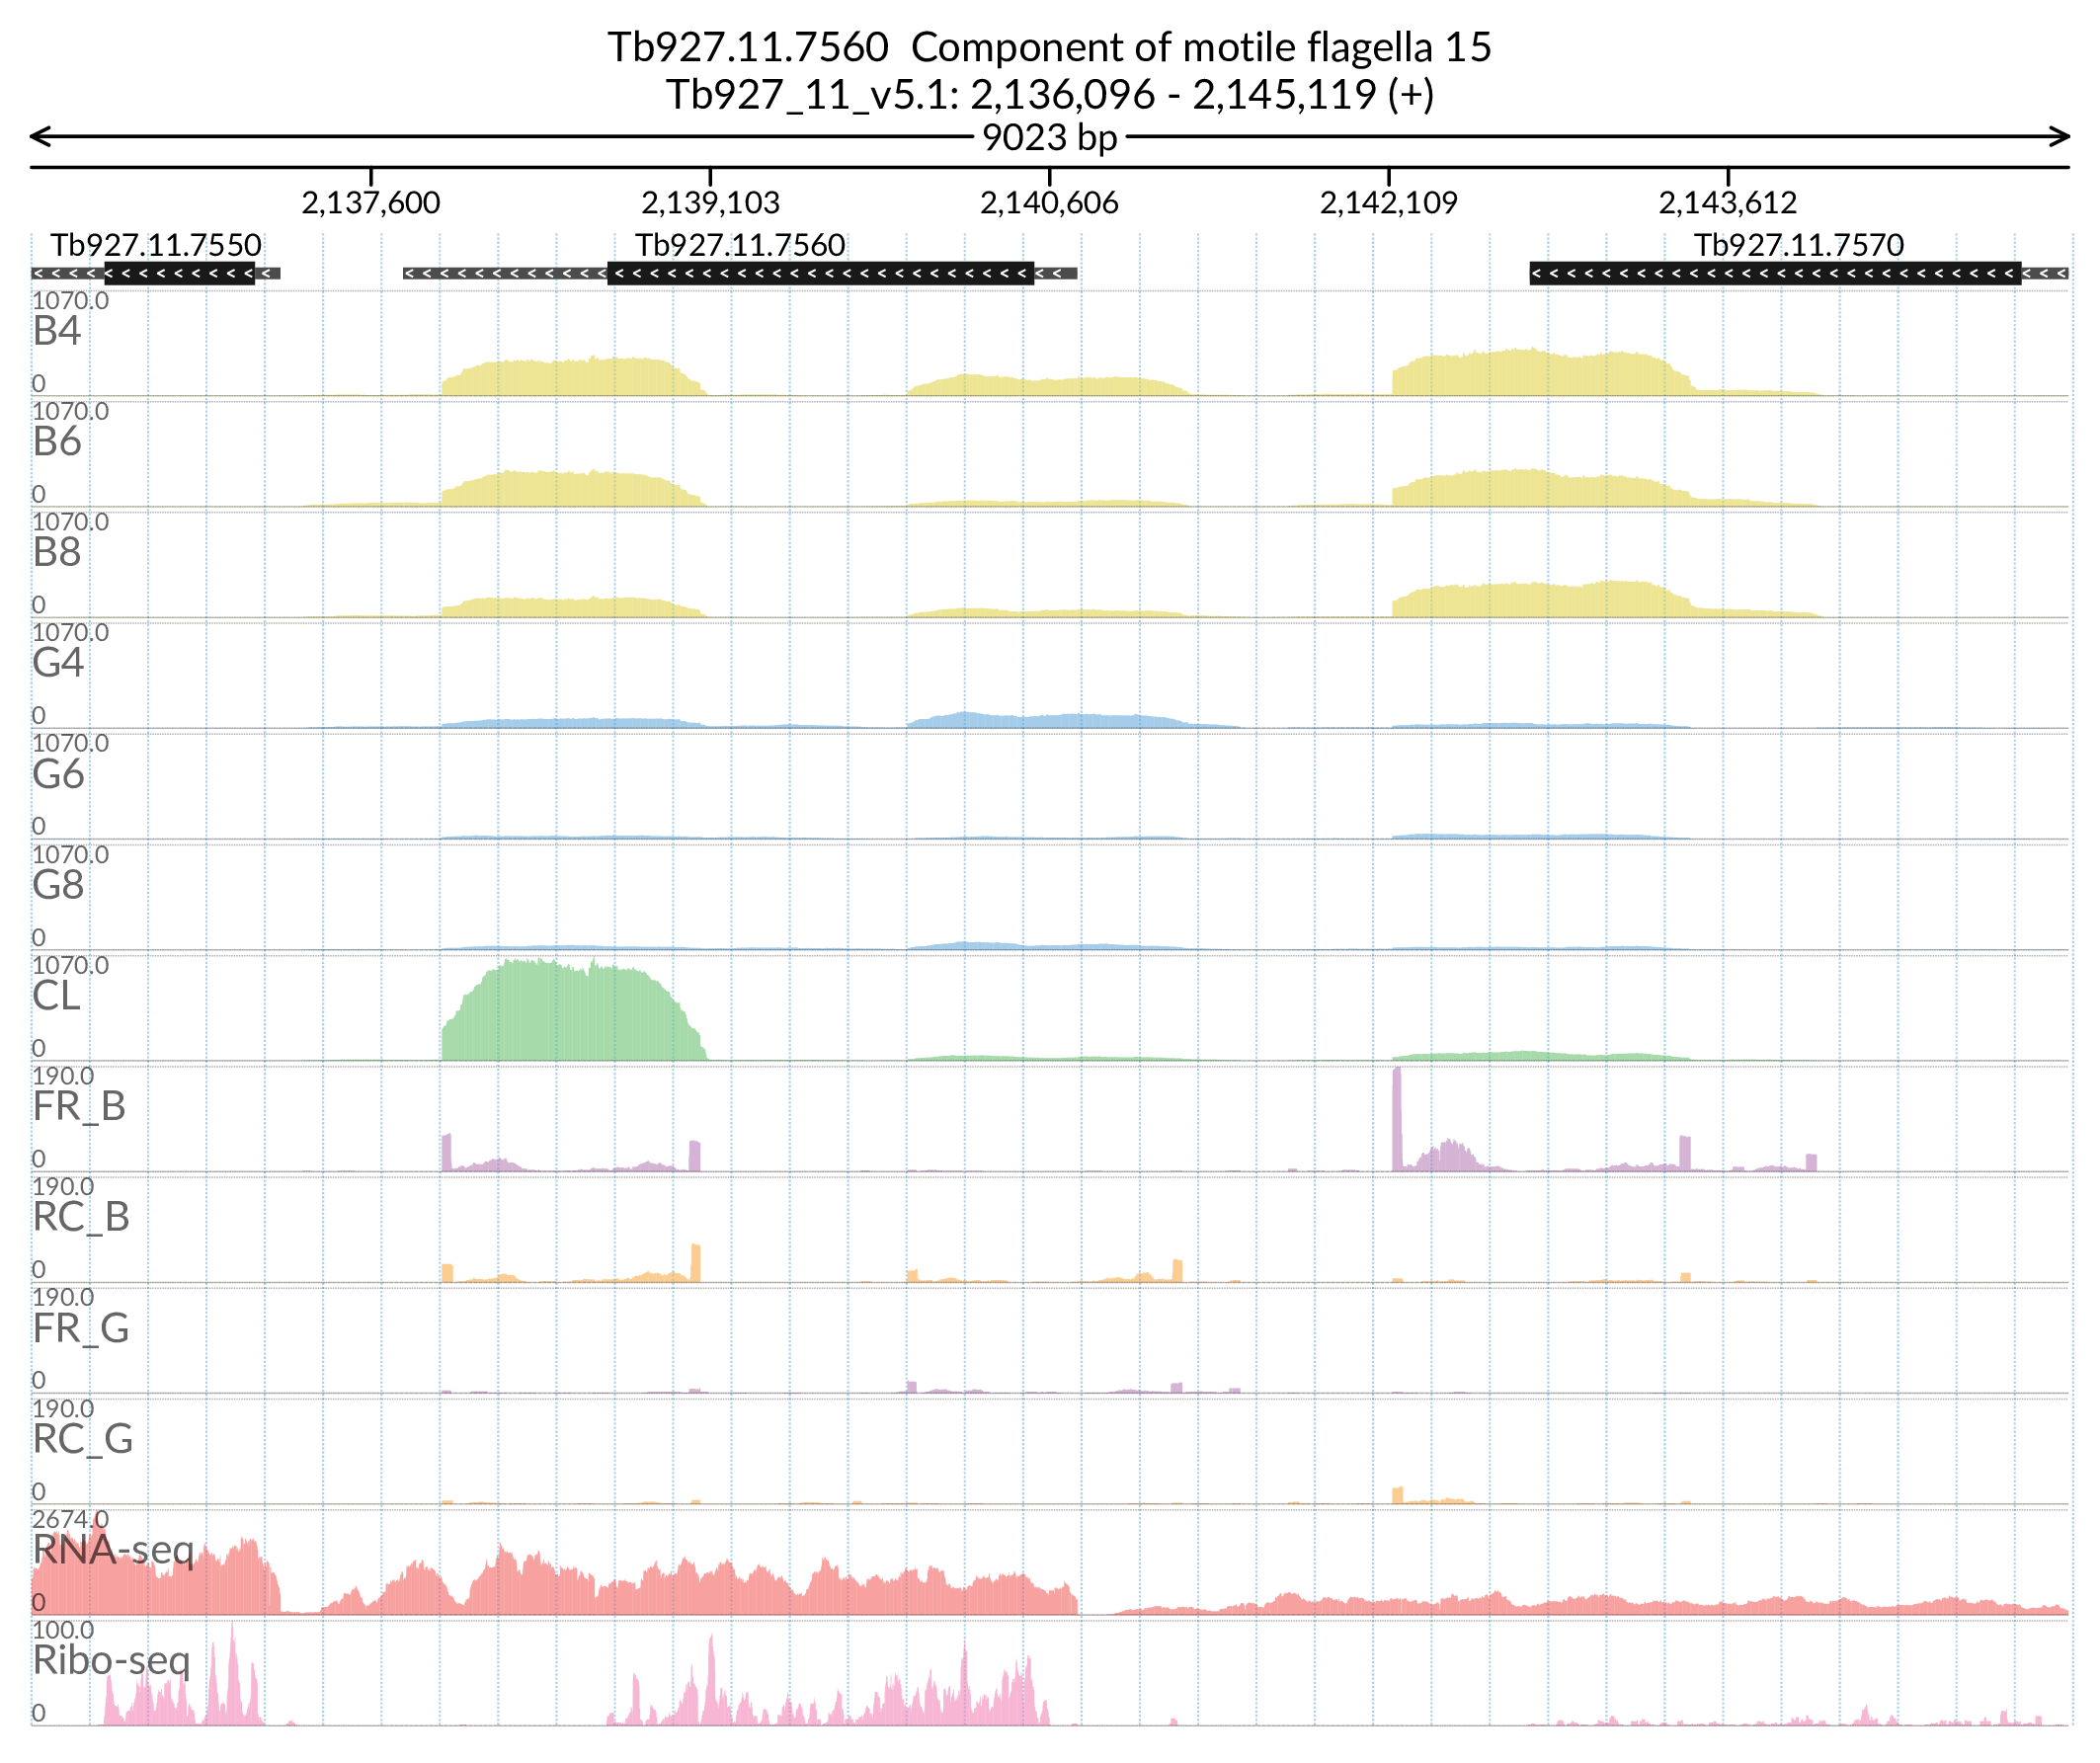 Tb927.11.7560  Component of motile flagella 15
Tb927_11_v5.1: 2,136,096 - 2,145,119 (+)
9023 bp
2,137,600 2,139,103 2,140,606 2,142,109 2,143,612
Tb927.11.7550 Tb927.11.7560 Tb927.11.7570
1070.0
B4
0
1070.0
B6
0
1070.0
B8
0
1070.0
G4
0
1070.0
G6
0
1070.0
G8
0
1070.0
CL
0
190.0
FR_B
0
190.0
RC_B
0
190.0
FR_G
0
190.0
RC_G
0
2674.0
RNA-seq
0
100.0
Ribo-seq
0